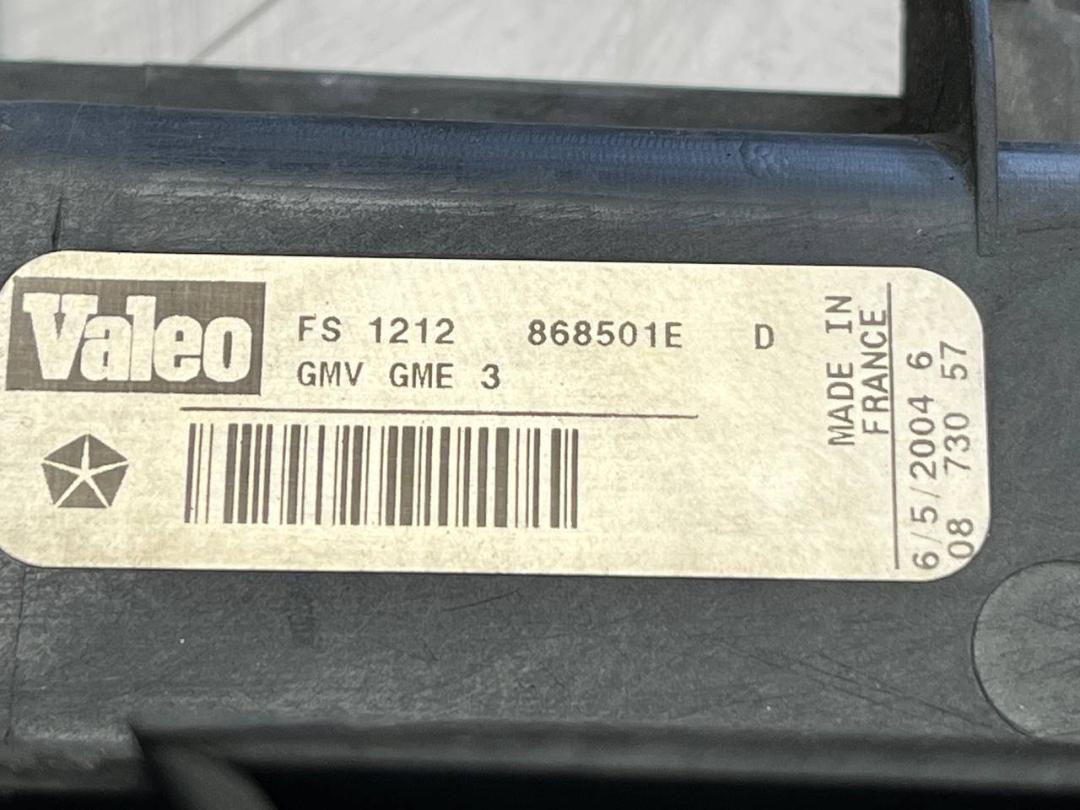 Valeo
FS 1212 868501E D
GMV GME 3
MADE IN
FRANCE
6/5/2004 6
08 730 57